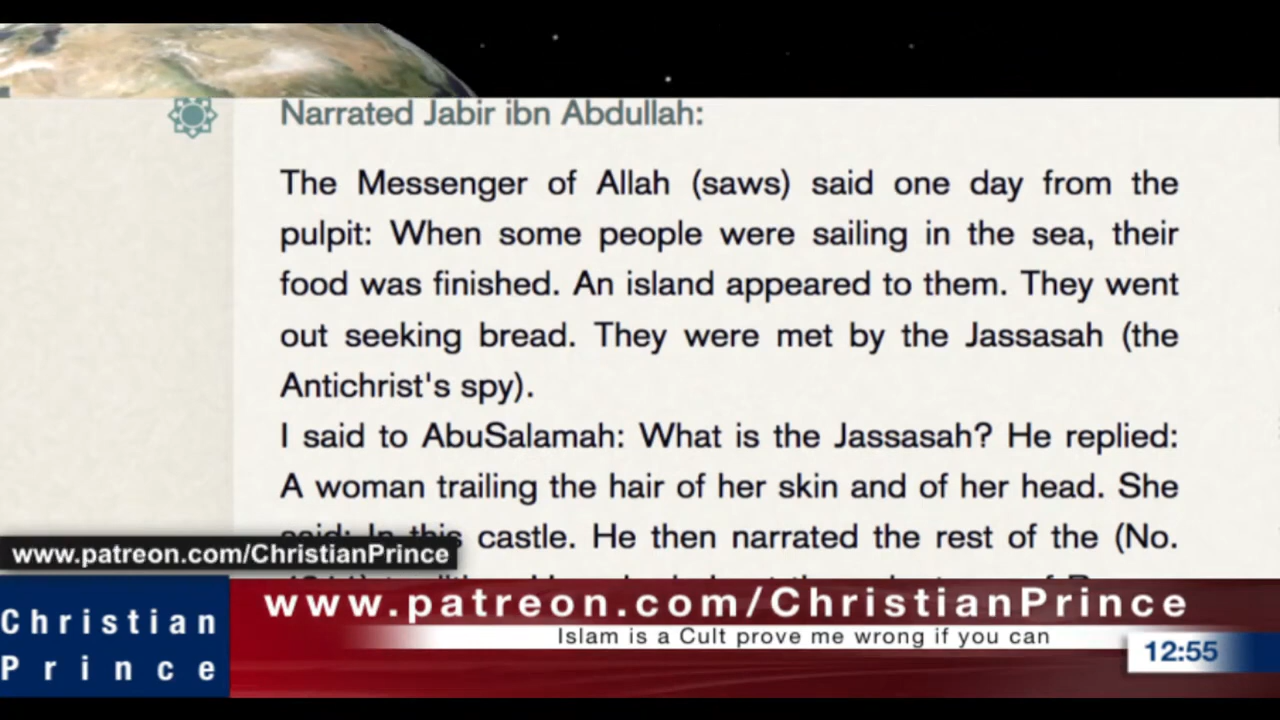 Narrated Jabir ibn Abdullah:
The Messenger of Allah (saws) said one day from the
pulpit: When some people were sailing in the sea, their
food was finished. An island appeared to them. They went
out seeking bread. They were met by the Jassasah (the
Antichrist's spy).
I said to AbuSalamah: What is the Jassasah? He replied:
A woman trailing the hair of her skin and of her head. She
said: In this castle. He then narrated the rest of the (No.
www.patreon.com/ChristianPrince
www.patreon.com/ChristianPrince
Christian
Prince
Islam is a Cult prove me wrong if you can
12:55